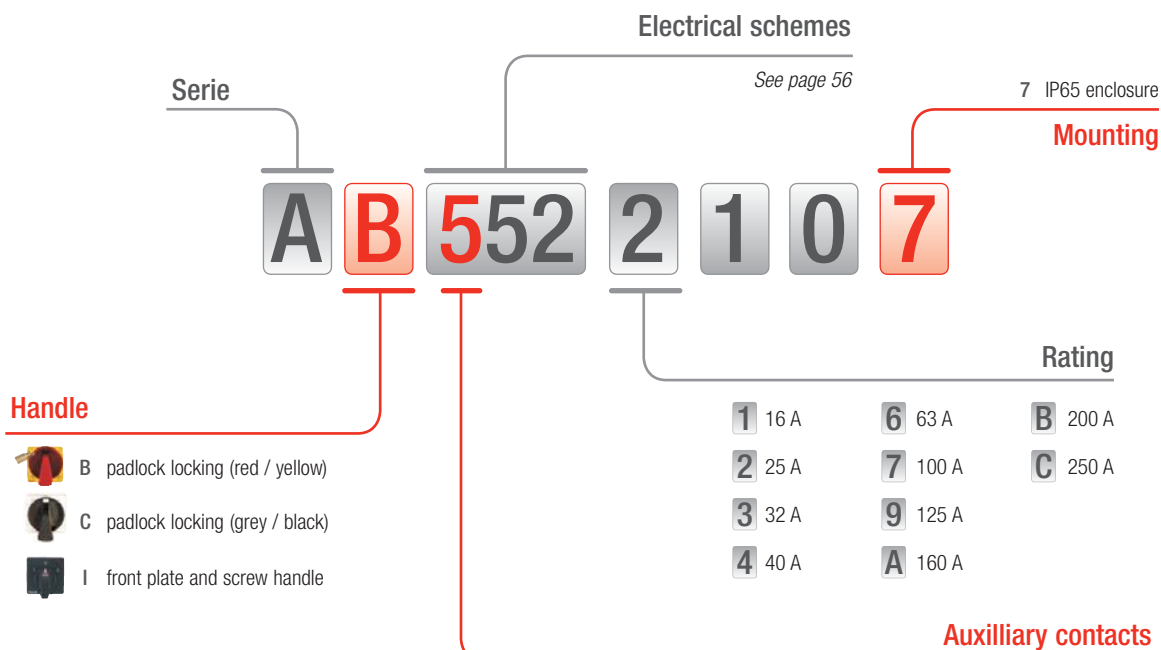 Electrical schemes
See page 56
Serie
7 IP65 enclosure
Mounting
A B 552 2 1 0 7
Rating
Handle
1 16 A 6 63 A B 200 A
B padlock locking (red / yellow)
2 25 A 7 100 A C 250 A
C padlock locking (grey / black)
3 32 A 9 125 A
4 40 A A 160 A
I front plate and screw handle
Auxilliary contacts